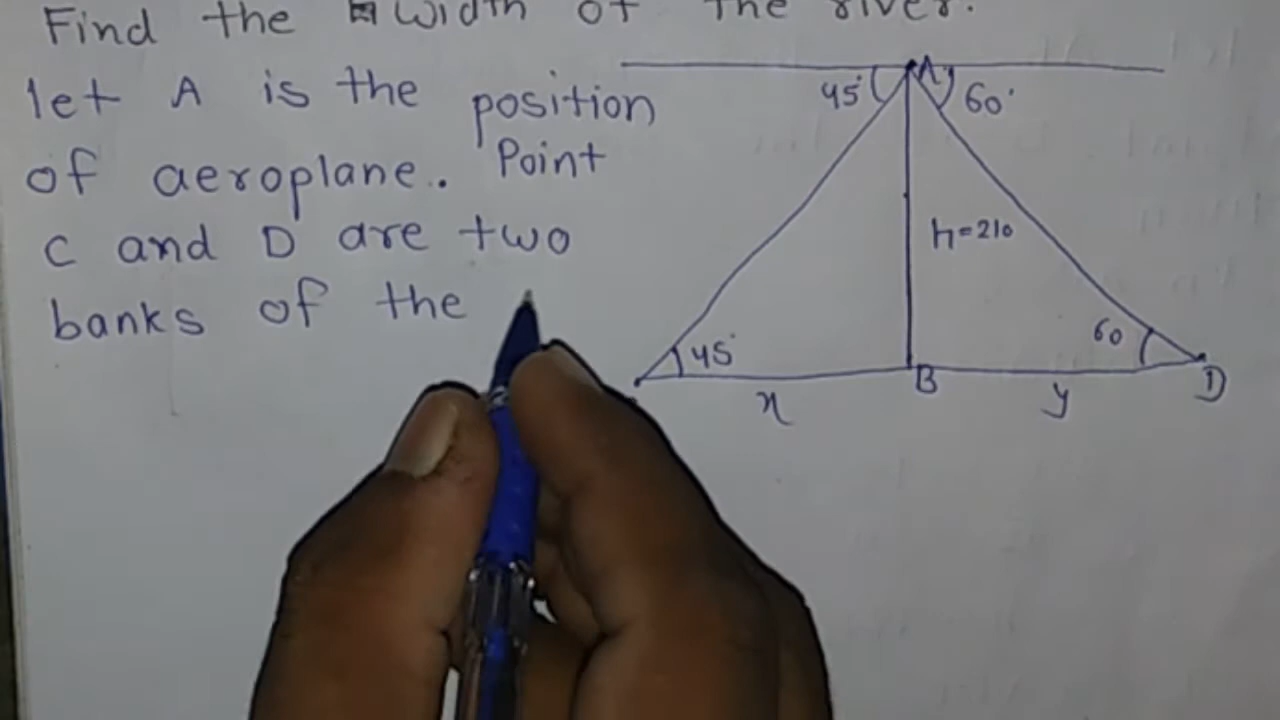 Find the width of the river.
let A is the position
of aeroplane. Point
C and D are two
banks of the
A
45° 60°
h=210
45° 60
B D
x y